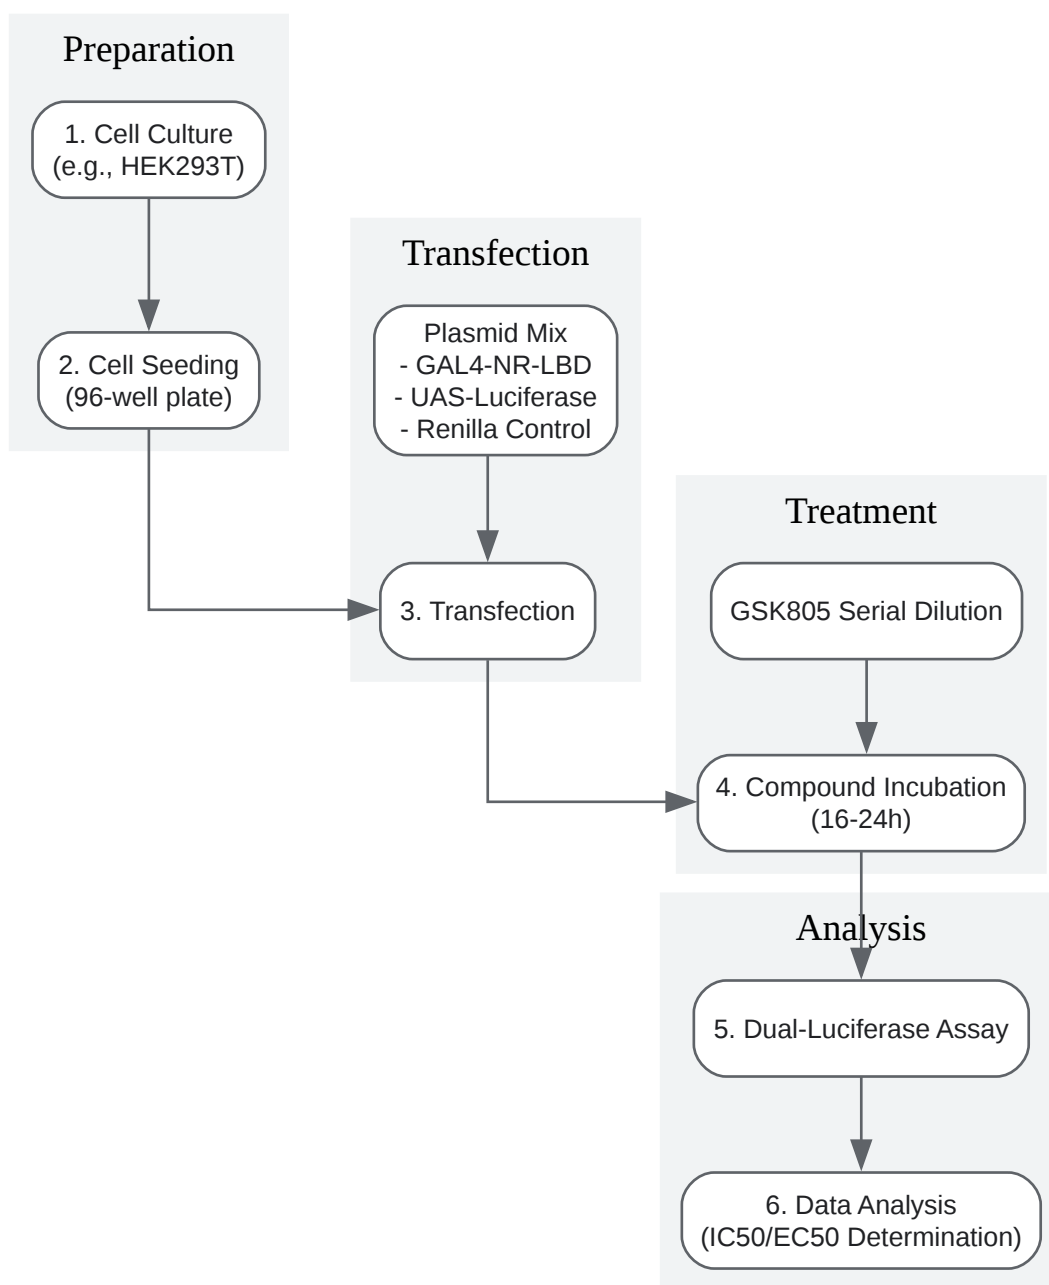 Preparation
1. Cell Culture
(e.g., HEK293T)
2. Cell Seeding
(96-well plate)
Transfection
Plasmid Mix
- GAL4-NR-LBD
- UAS-Luciferase
- Renilla Control
3. Transfection
Treatment
GSK805 Serial Dilution
4. Compound Incubation
(16-24h)
Analysis
5. Dual-Luciferase Assay
6. Data Analysis
(IC50/EC50 Determination)